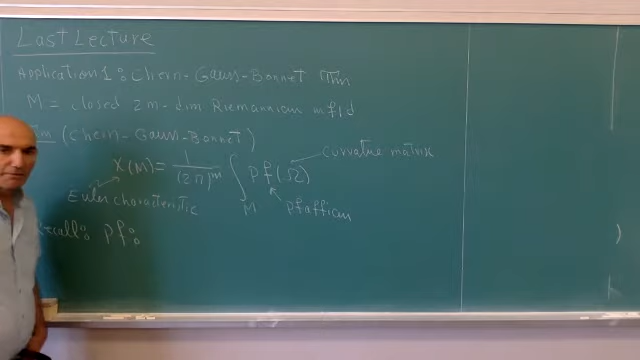 Last Lecture
Application 1: Chern-Gauss-Bonnet Thm
M = closed 2m-dim Riemannian mfld
Thm (Chern-Gauss-Bonnet)
χ(M) = 1/(2π)^m ∫_M Pf(Ω)
curvature matrix
Euler characteristic
Pfaffian
Recall: Pf: